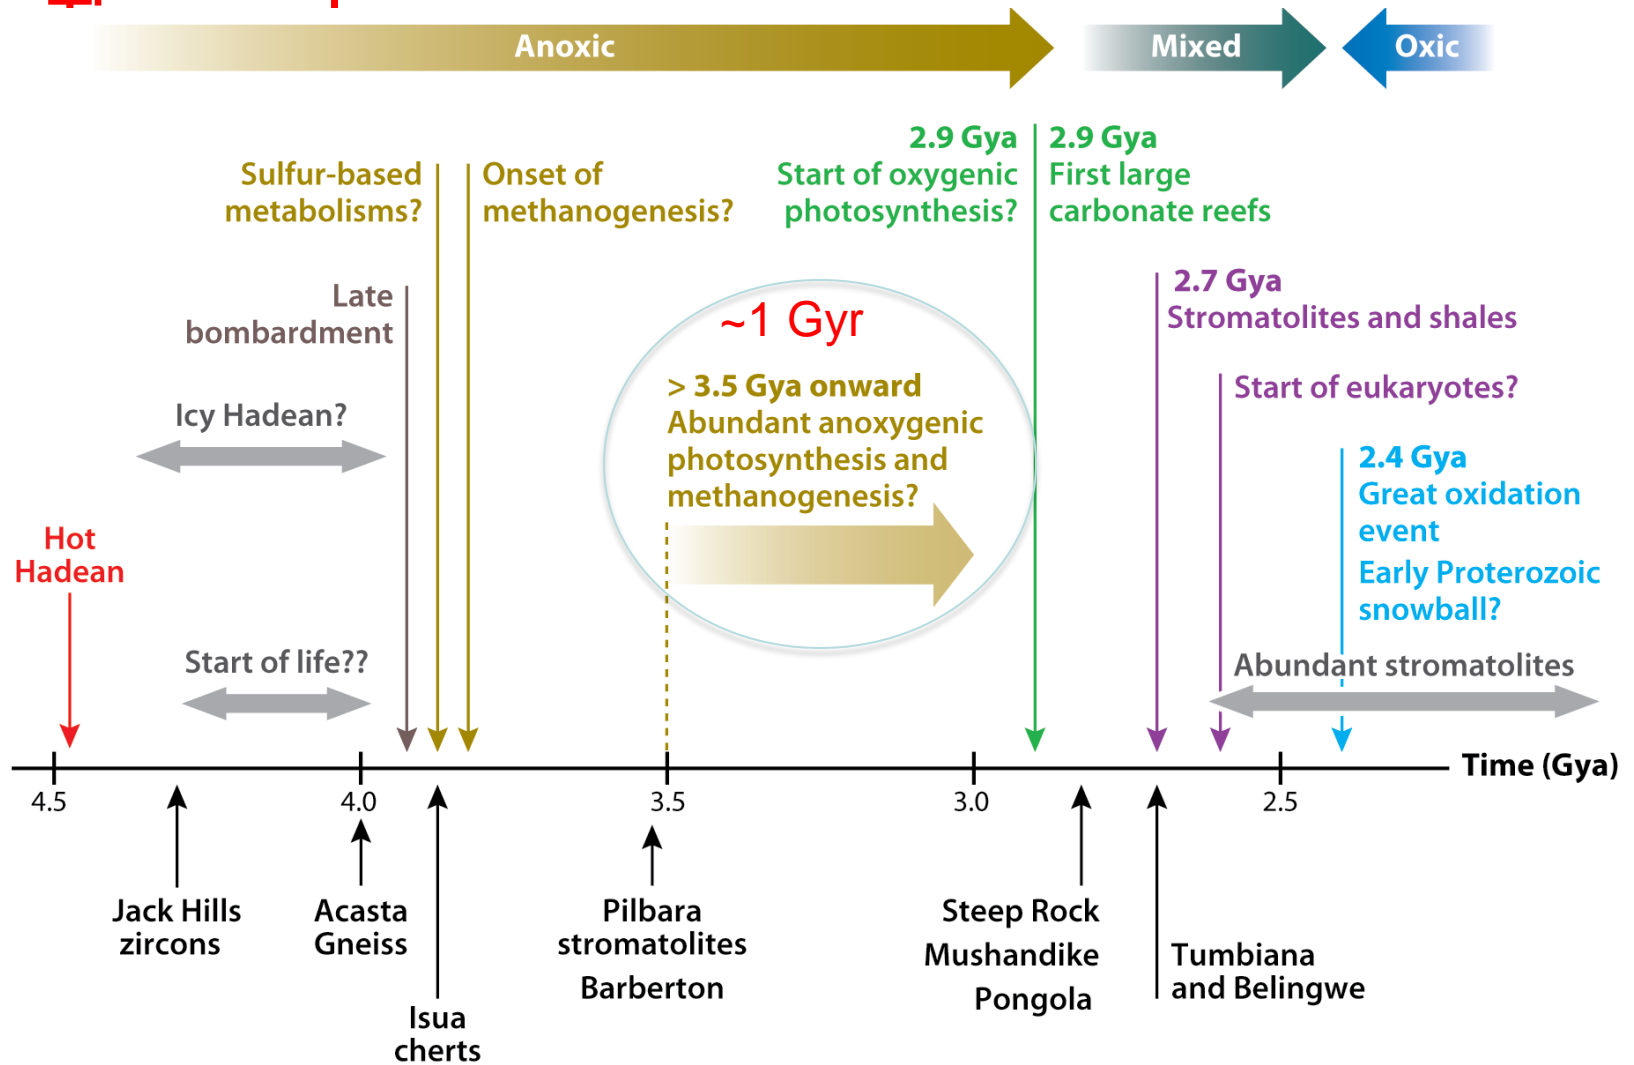 Anoxic
Mixed
Oxic
2.9 Gya
Start of oxygenic
photosynthesis?
2.9 Gya
First large
carbonate reefs
Sulfur-based
metabolisms?
Onset of
methanogenesis?
Late
bombardment
~1 Gyr
2.7 Gya
Stromatolites and shales
> 3.5 Gya onward
Abundant anoxygenic
photosynthesis and
methanogenesis?
Start of eukaryotes?
Icy Hadean?
2.4 Gya
Great oxidation
event
Early Proterozoic
snowball?
Hot
Hadean
Start of life??
Abundant stromatolites
Time (Gya)
4.5
4.0
3.5
3.0
2.5
Jack Hills
zircons
Acasta
Gneiss
Isua
cherts
Pilbara
stromatolites
Barberton
Steep Rock
Mushandike
Pongola
Tumbiana
and Belingwe